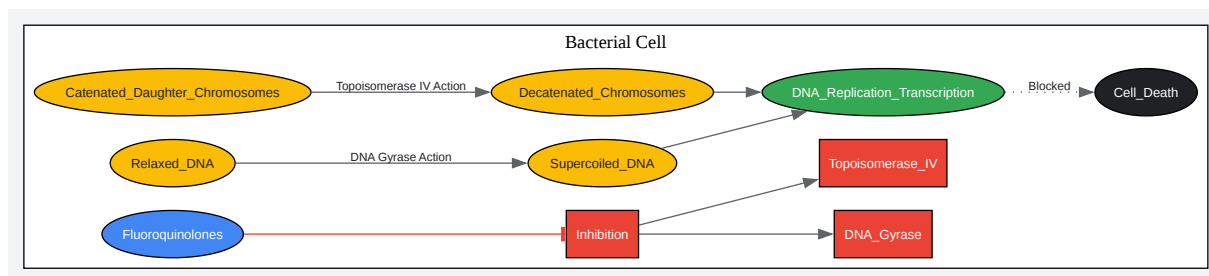 Bacterial Cell
Catenated_Daughter_Chromosomes
Topoisomerase IV Action
Decatenated_Chromosomes
DNA_Replication_Transcription
Blocked
Cell_Death
Relaxed_DNA
DNA Gyrase Action
Supercoiled_DNA
Topoisomerase_IV
Fluoroquinolones
Inhibition
DNA_Gyrase